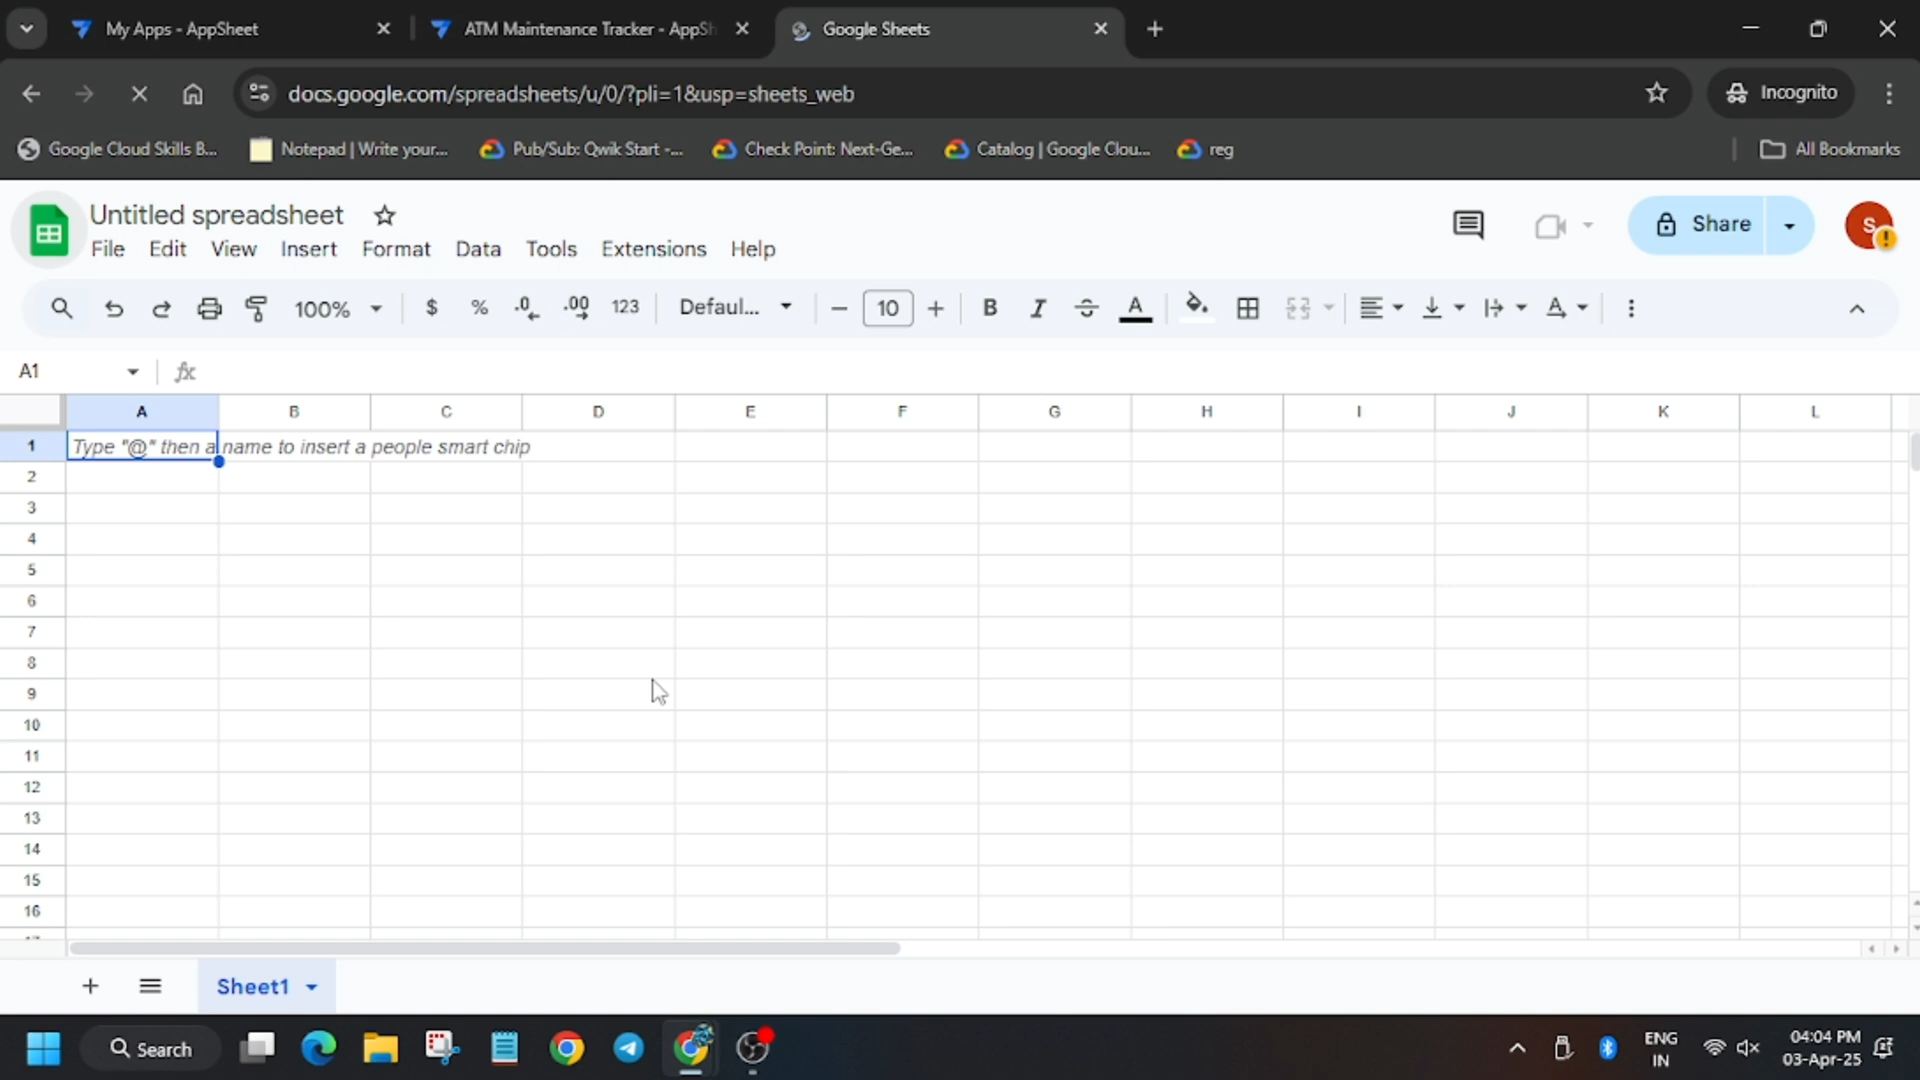 My Apps - AppSheet
ATM Maintenance Tracker - AppSh
Google Sheets
docs.google.com/spreadsheets/u/0/?pli=1&usp=sheets_web
Incognito
Google Cloud Skills B...
Notepad | Write your...
Pub/Sub: Qwik Start -...
Check Point: Next-Ge...
Catalog | Google Clou...
reg
All Bookmarks
Untitled spreadsheet
File Edit View Insert Format Data Tools Extensions Help
Share
S
100% $ % .0 .00 123 Defaul... 10 B I A A
A1 fx
A B C D E F G H I J K L
1 Type "@" then a name to insert a people smart chip
2
3
4
5
6
7
8
9
10
11
12
13
14
15
16
Sheet1
Search
ENG
IN
04:04 PM
03-Apr-25